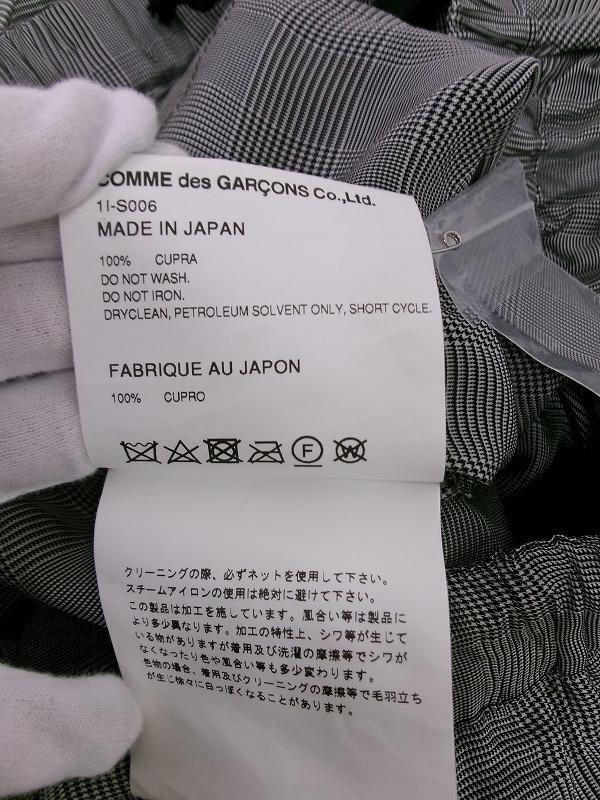 COMME des GARÇONS Co.,Ltd.
1I-S006
MADE IN JAPAN
100% CUPRA
DO NOT WASH.
DO NOT IRON.
DRYCLEAN, PETROLEUM SOLVENT ONLY, SHORT CYCLE.
FABRIQUE AU JAPON
100% CUPRO
F
W
クリーニングの際、必ずネットを使用して下さい。
スチームアイロンの使用は絶対に避けて下さい。
この製品は加工を施しています。風合い等は製品に
より多少異なります。加工の特性上、シワ等が生じて
いる物がありますが着用及び洗濯の摩擦等でシワが
なくなったり色や風合い等も多少変わります。
色物の場合、着用及びクリーニングの摩擦等で毛羽立ち
が生じ徐々に白っぽくなることがあります。